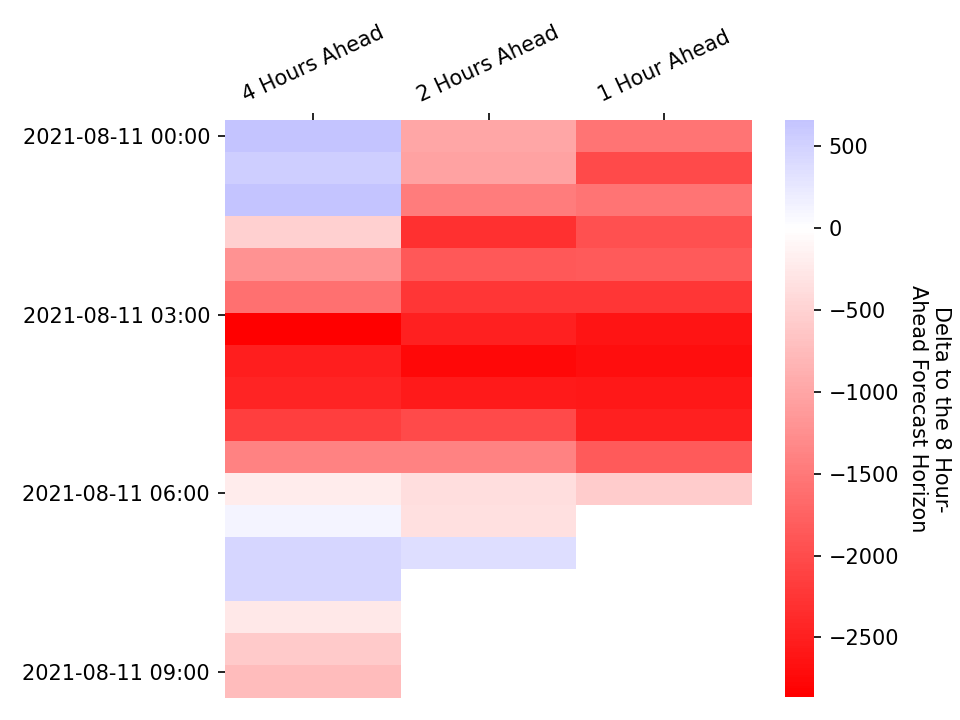 4 Hours Ahead
2 Hours Ahead
1 Hour Ahead
2021-08-11 00:00
2021-08-11 03:00
2021-08-11 06:00
2021-08-11 09:00
500
0
−500
−1000
−1500
−2000
−2500
Delta to the 8 Hour-
Ahead Forecast Horizon